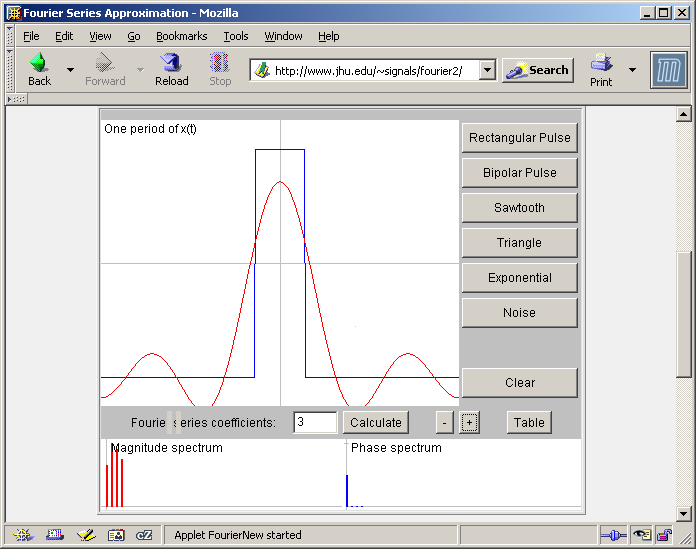 Fourier Series Approximation - Mozilla
File Edit View Go Bookmarks Tools Window Help
Back Forward Reload Stop http://www.jhu.edu/~signals/fourier2/ Search Print
One period of x(t)
Rectangular Pulse
Bipolar Pulse
Sawtooth
Triangle
Exponential
Noise
Clear
Fourie series coefficients: 3 Calculate - + Table
Magnitude spectrum Phase spectrum
Applet FourierNew started